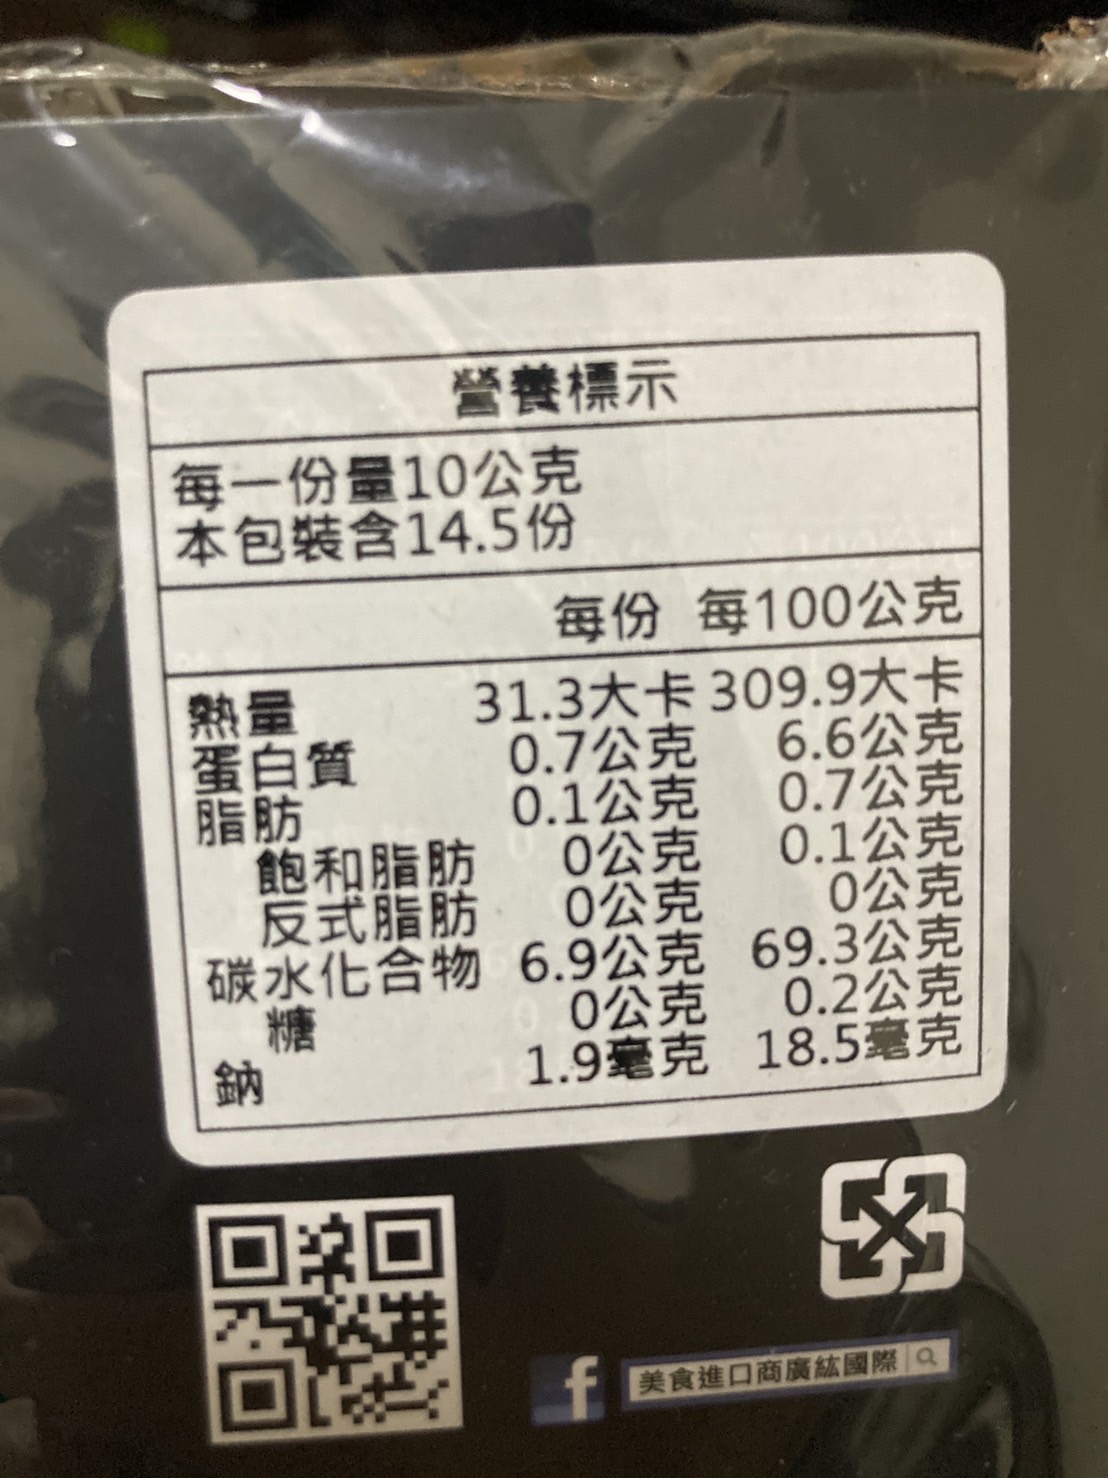 營養標示
每一份量10公克
本包裝含14.5份
每份 每100公克
熱量 31.3大卡 309.9大卡
蛋白質 0.7公克 6.6公克
脂肪 0.1公克 0.7公克
飽和脂肪 0公克 0.1公克
反式脂肪 0公克 0公克
碳水化合物 6.9公克 69.3公克
糖 0公克 0.2公克
鈉 1.9毫克 18.5毫克
f 美食進口商廣紘國際